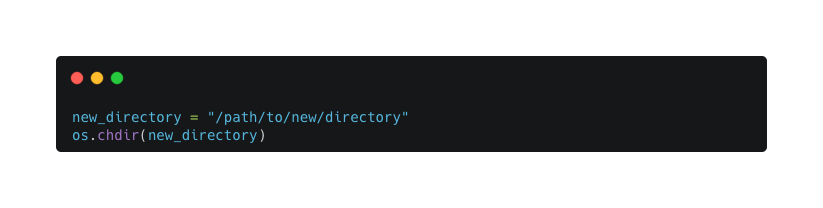 new_directory = "/path/to/new/directory"
os.chdir(new_directory)